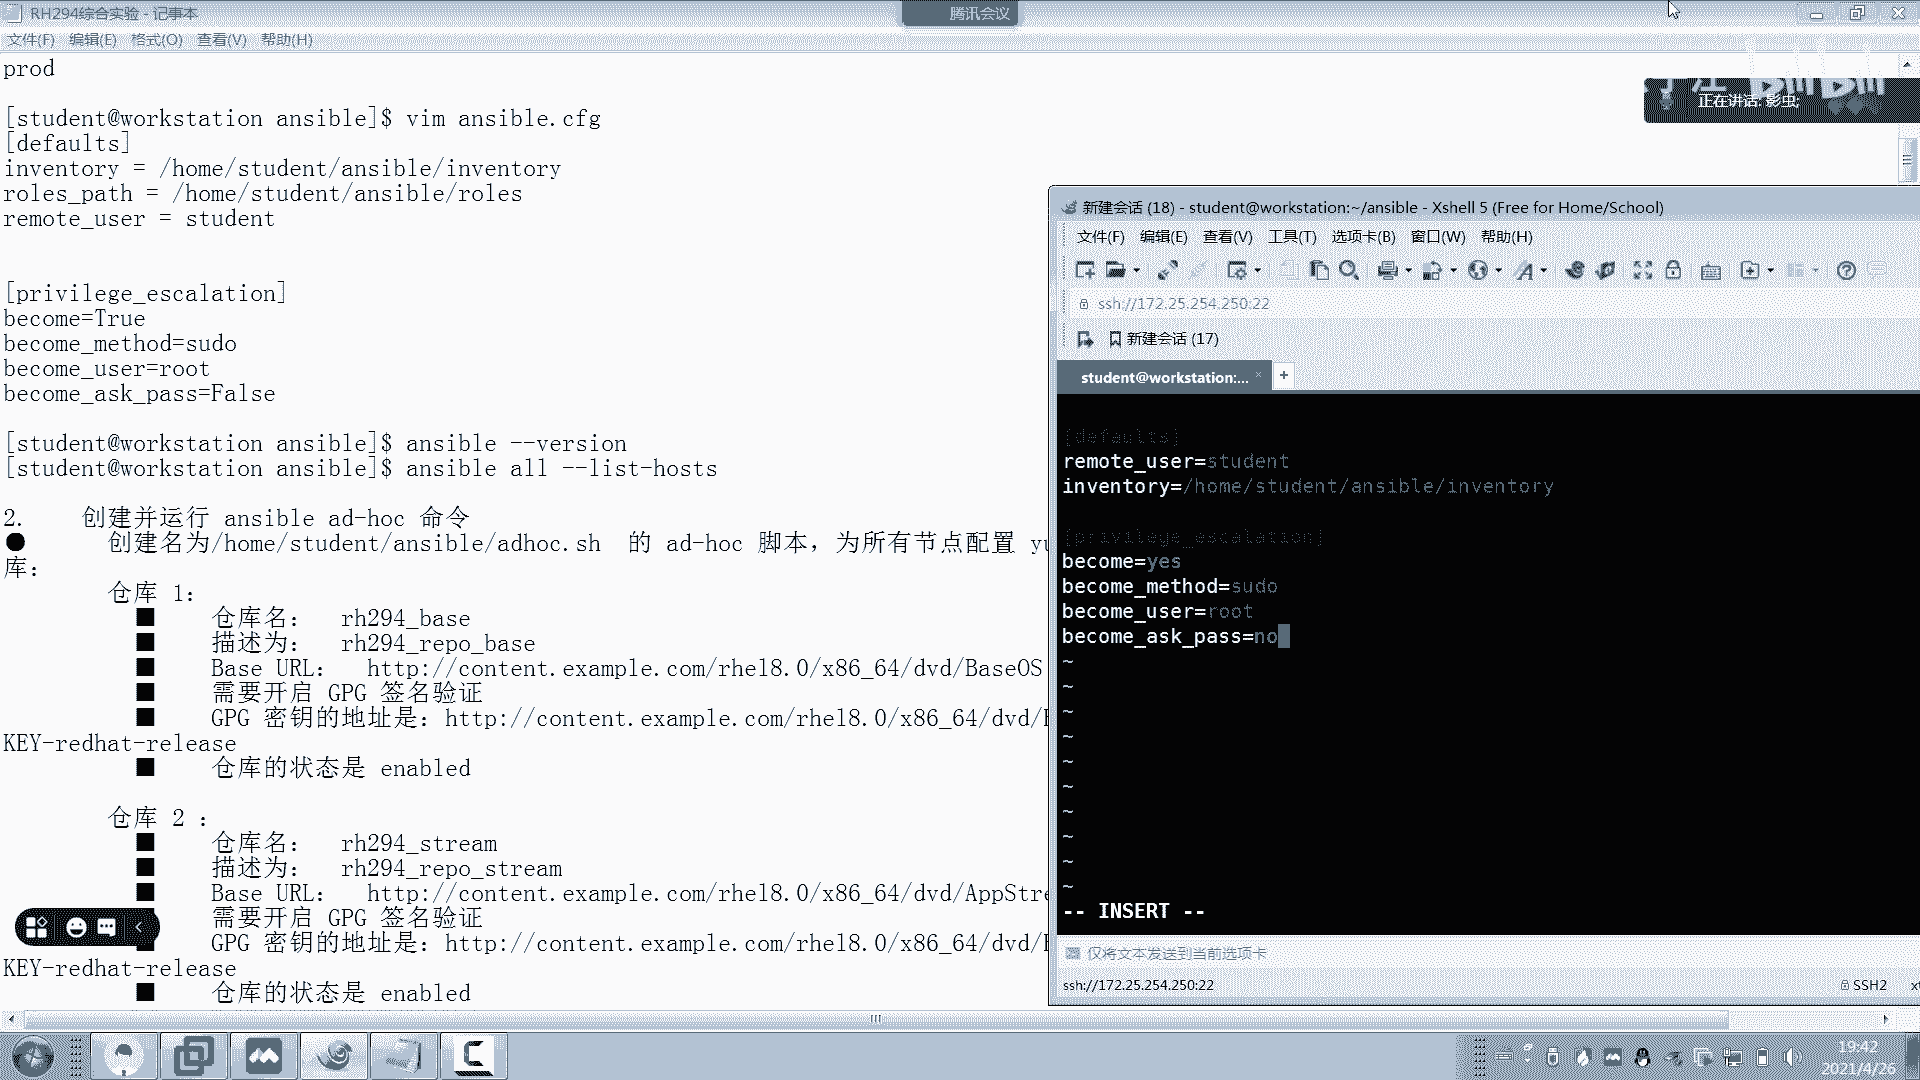 RH294综合实验 - 记事本
腾讯会议
文件(F) 编辑(E) 格式(O) 查看(V) 帮助(H)
prod
[student@workstation ansible]$ vim ansible.cfg
[defaults]
inventory = /home/student/ansible/inventory
roles_path = /home/student/ansible/roles
remote_user = student
[privilege_escalation]
become=True
become_method=sudo
become_user=root
become_ask_pass=False
[student@workstation ansible]$ ansible --version
[student@workstation ansible]$ ansible all --list-hosts
2. 创建并运行 ansible ad-hoc 命令
● 创建名为/home/student/ansible/adhoc.sh 的 ad-hoc 脚本，为所有节点配置 yu
库：
仓库 1：
■ 仓库名： rh294_base
■ 描述为： rh294_repo_base
■ Base URL： http://content.example.com/rhel8.0/x86_64/dvd/BaseOS
■ 需要开启 GPG 签名验证
■ GPG 密钥的地址是：http://content.example.com/rhel8.0/x86_64/dvd/
KEY-redhat-release
■ 仓库的状态是 enabled
仓库 2 ：
■ 仓库名： rh294_stream
■ 描述为： rh294_repo_stream
■ Base URL： http://content.example.com/rhel8.0/x86_64/dvd/AppStre
■ 需要开启 GPG 签名验证
■ GPG 密钥的地址是：http://content.example.com/rhel8.0/x86_64/dvd/
KEY-redhat-release
■ 仓库的状态是 enabled
正在讲话: 影虫;
新建会话 (18) - student@workstation:~/ansible - Xshell 5 (Free for Home/School)
文件(F) 编辑(E) 查看(V) 工具(T) 选项卡(B) 窗口(W) 帮助(H)
ssh://172.25.254.250:22
新建会话 (17)
student@workstation:... × +
[defaults]
remote_user=student
inventory=/home/student/ansible/inventory
[privilege_escalation]
become=yes
become_method=sudo
become_user=root
become_ask_pass=no
~
~
~
~
~
~
~
~
~
~
-- INSERT --
仅将文本发送到当前选项卡
ssh://172.25.254.250:22 SSH2 xt
19:42
2021/4/26